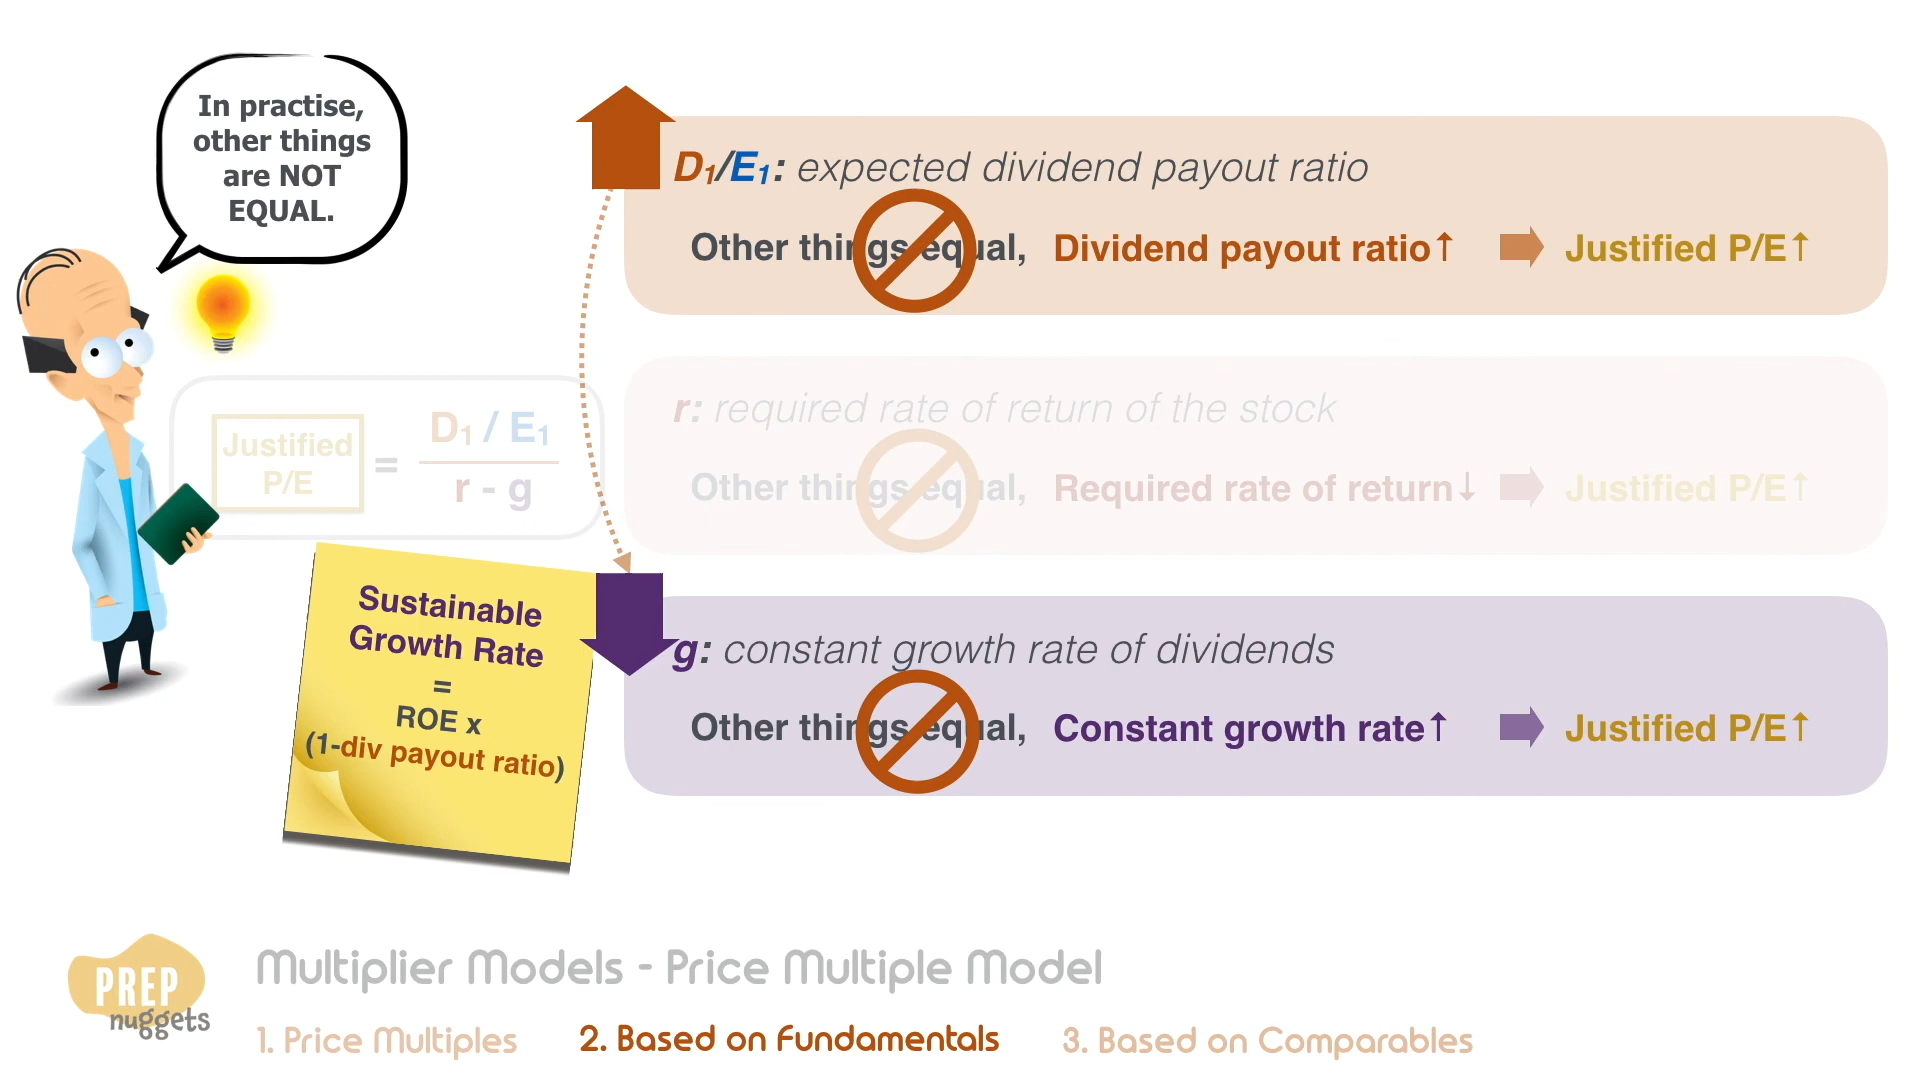 In practise,
other things
are NOT
EQUAL.
D₁/E₁: expected dividend payout ratio
Other things equal, Dividend payout ratio↑ Justified P/E↑
r: required rate of return of the stock
Other things equal, Required rate of return↓ Justified P/E↑
Justified
P/E
=
D₁ / E₁
r - g
Sustainable
Growth Rate
=
ROE x
(1-div payout ratio)
g: constant growth rate of dividends
Other things equal, Constant growth rate↑ Justified P/E↑
PREP
nuggets
Multiplier Models - Price Multiple Model
1. Price Multiples 2. Based on Fundamentals 3. Based on Comparables